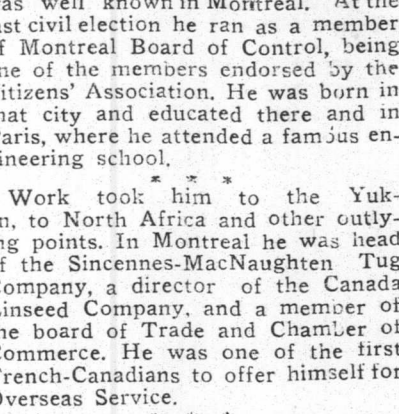 as well known in Montreal. At the
ast civil election he ran as a member
f Montreal Board of Control, being
ne of the members endorsed by the
itizens' Association. He was born in
hat city and educated there and in
aris, where he attended a famous en-
ineering school.
* * *
Work took him to the Yuk-
n, to North Africa and other outly-
ng points. In Montreal he was head
f the Sincennes-MacNaughten Tug
ompany, a director of the Canada
inseed Company, and a member of
he board of Trade and Chamber of
ommerce. He was one of the first
rench-Canadians to offer himself for
verseas Service.